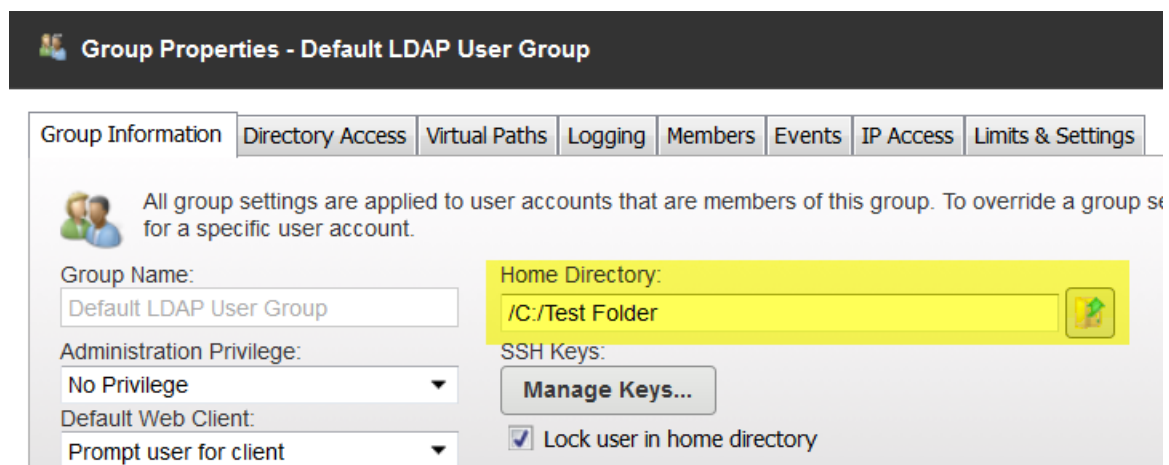 Group Properties - Default LDAP User Group
Group Information Directory Access Virtual Paths Logging Members Events IP Access Limits & Settings
All group settings are applied to user accounts that are members of this group. To override a group
for a specific user account.
Group Name:
Default LDAP User Group
Home Directory:
/C:/Test Folder
Administration Privilege:
No Privilege
SSH Keys:
Manage Keys...
Default Web Client:
Prompt user for client
Lock user in home directory